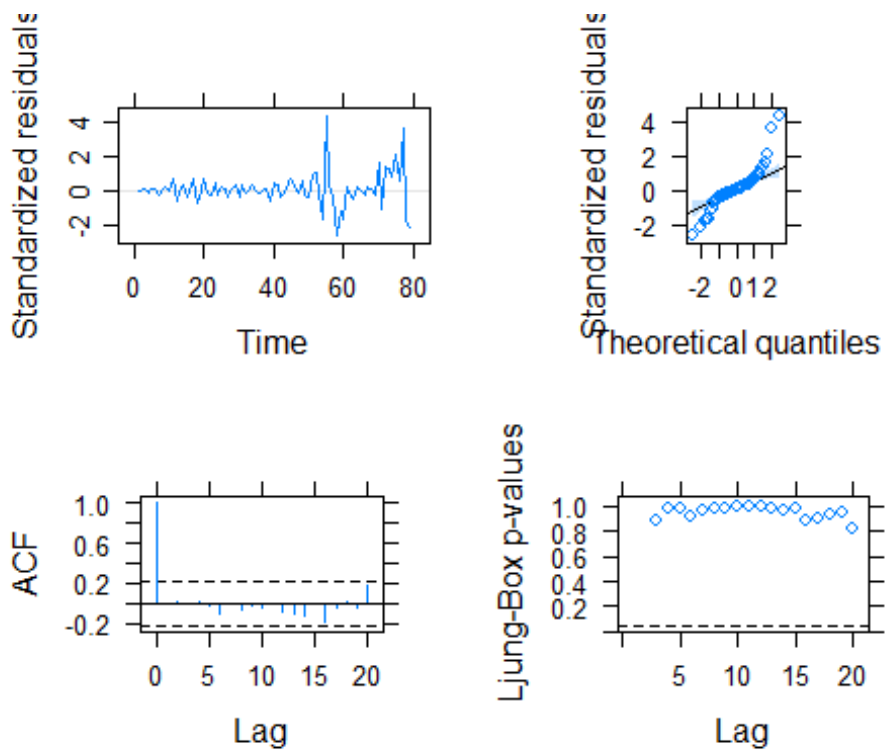 Standardized residuals
4
2
0
-2
0 20 40 60 80
Time
Standardized residuals
4
2
0
-2
-2 0 1 2
Theoretical quantiles
ACF
1.0
0.6
0.2
-0.2
0 5 10 15 20
Lag
Ljung-Box p-values
1.0
0.8
0.6
0.4
0.2
5 10 15 20
Lag